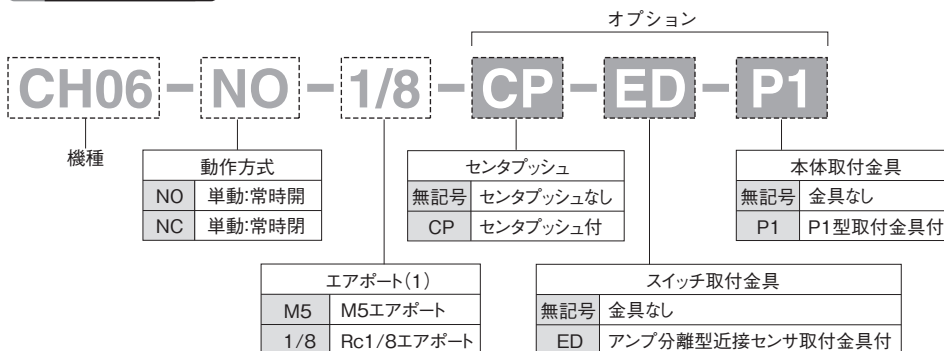 オプション
CH06-NO-1/8-CP-ED-P1
機種
動作方式
NO 単動:常時開
NC 単動:常時閉
センタプッシュ
無記号 センタプッシュなし
CP センタプッシュ付
本体取付金具
無記号 金具なし
P1 P1型取付金具付
エアポート(1)
M5 M5エアポート
1/8 Rc1/8エアポート
スイッチ取付金具
無記号 金具なし
ED アンプ分離型近接センサ取付金具付